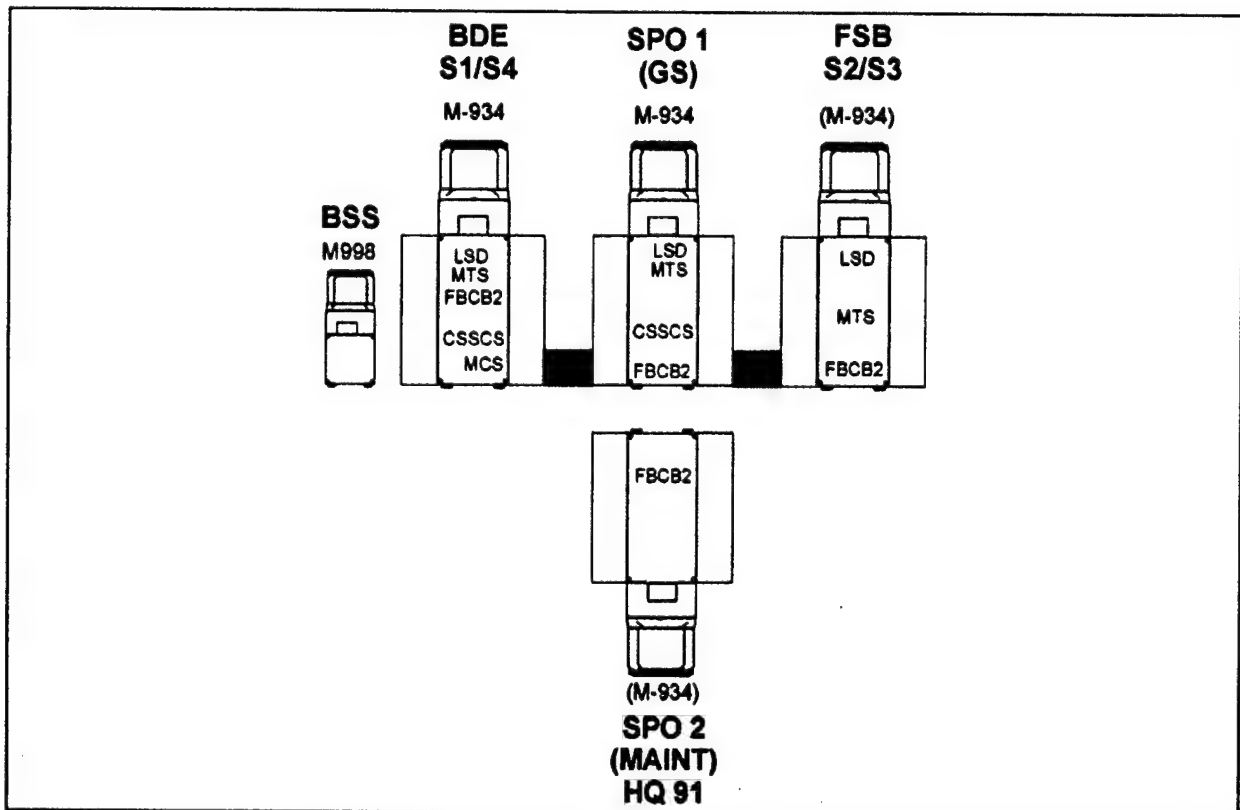 BDE
S1/S4
M-934
SPO 1
(GS)
M-934
FSB
S2/S3
(M-934)
BSS
M998
LSD
MTS
FBCB2
CSSCS
MCS
LSD
MTS
CSSCS
FBCB2
LSD
MTS
FBCB2
FBCB2
(M-934)
SPO 2
(MAINT)
HQ 91